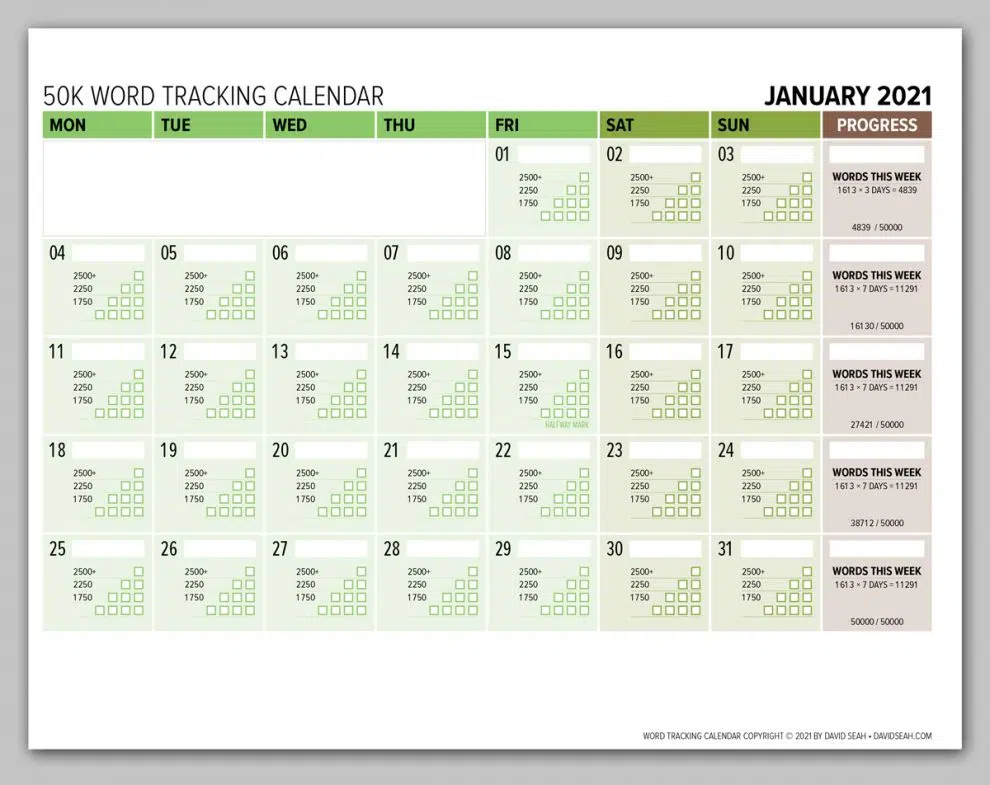 50K WORD TRACKING CALENDAR
JANUARY 2021
MON TUE WED THU FRI SAT SUN PROGRESS
01 02 03
2500+ 2500+ 2500+ WORDS THIS WEEK
2250 2250 2250 1613 × 3 DAYS = 4839
1750 1750 1750
4839 / 50000
04 05 06 07 08 09 10
2500+ 2500+ 2500+ 2500+ 2500+ 2500+ 2500+ WORDS THIS WEEK
2250 2250 2250 2250 2250 2250 2250 1613 × 7 DAYS = 11291
1750 1750 1750 1750 1750 1750 1750
16130 / 50000
11 12 13 14 15 16 17
2500+ 2500+ 2500+ 2500+ 2500+ 2500+ 2500+ WORDS THIS WEEK
2250 2250 2250 2250 2250 2250 2250 1613 × 7 DAYS = 11291
1750 1750 1750 1750 1750 1750 1750
HALFWAY MARK 27421 / 50000
18 19 20 21 22 23 24
2500+ 2500+ 2500+ 2500+ 2500+ 2500+ 2500+ WORDS THIS WEEK
2250 2250 2250 2250 2250 2250 2250 1613 × 7 DAYS = 11291
1750 1750 1750 1750 1750 1750 1750
38712 / 50000
25 26 27 28 29 30 31
2500+ 2500+ 2500+ 2500+ 2500+ 2500+ 2500+ WORDS THIS WEEK
2250 2250 2250 2250 2250 2250 2250 1613 × 7 DAYS = 11291
1750 1750 1750 1750 1750 1750 1750
50000 / 50000
WORD TRACKING CALENDAR COPYRIGHT © 2021 BY DAVID SEAH • DAVIDSEAH.COM